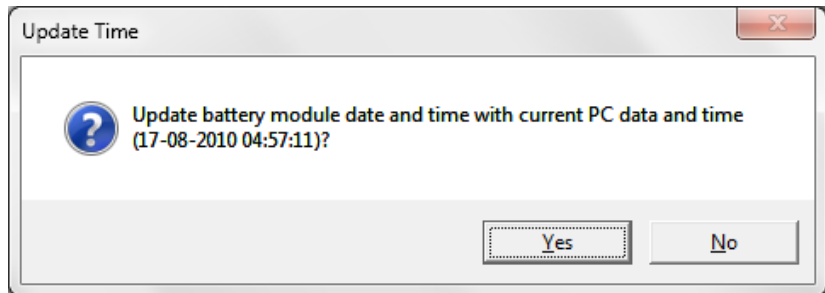 Update Time
Update battery module date and time with current PC data and time
(17-08-2010 04:57:11)?
Yes
No